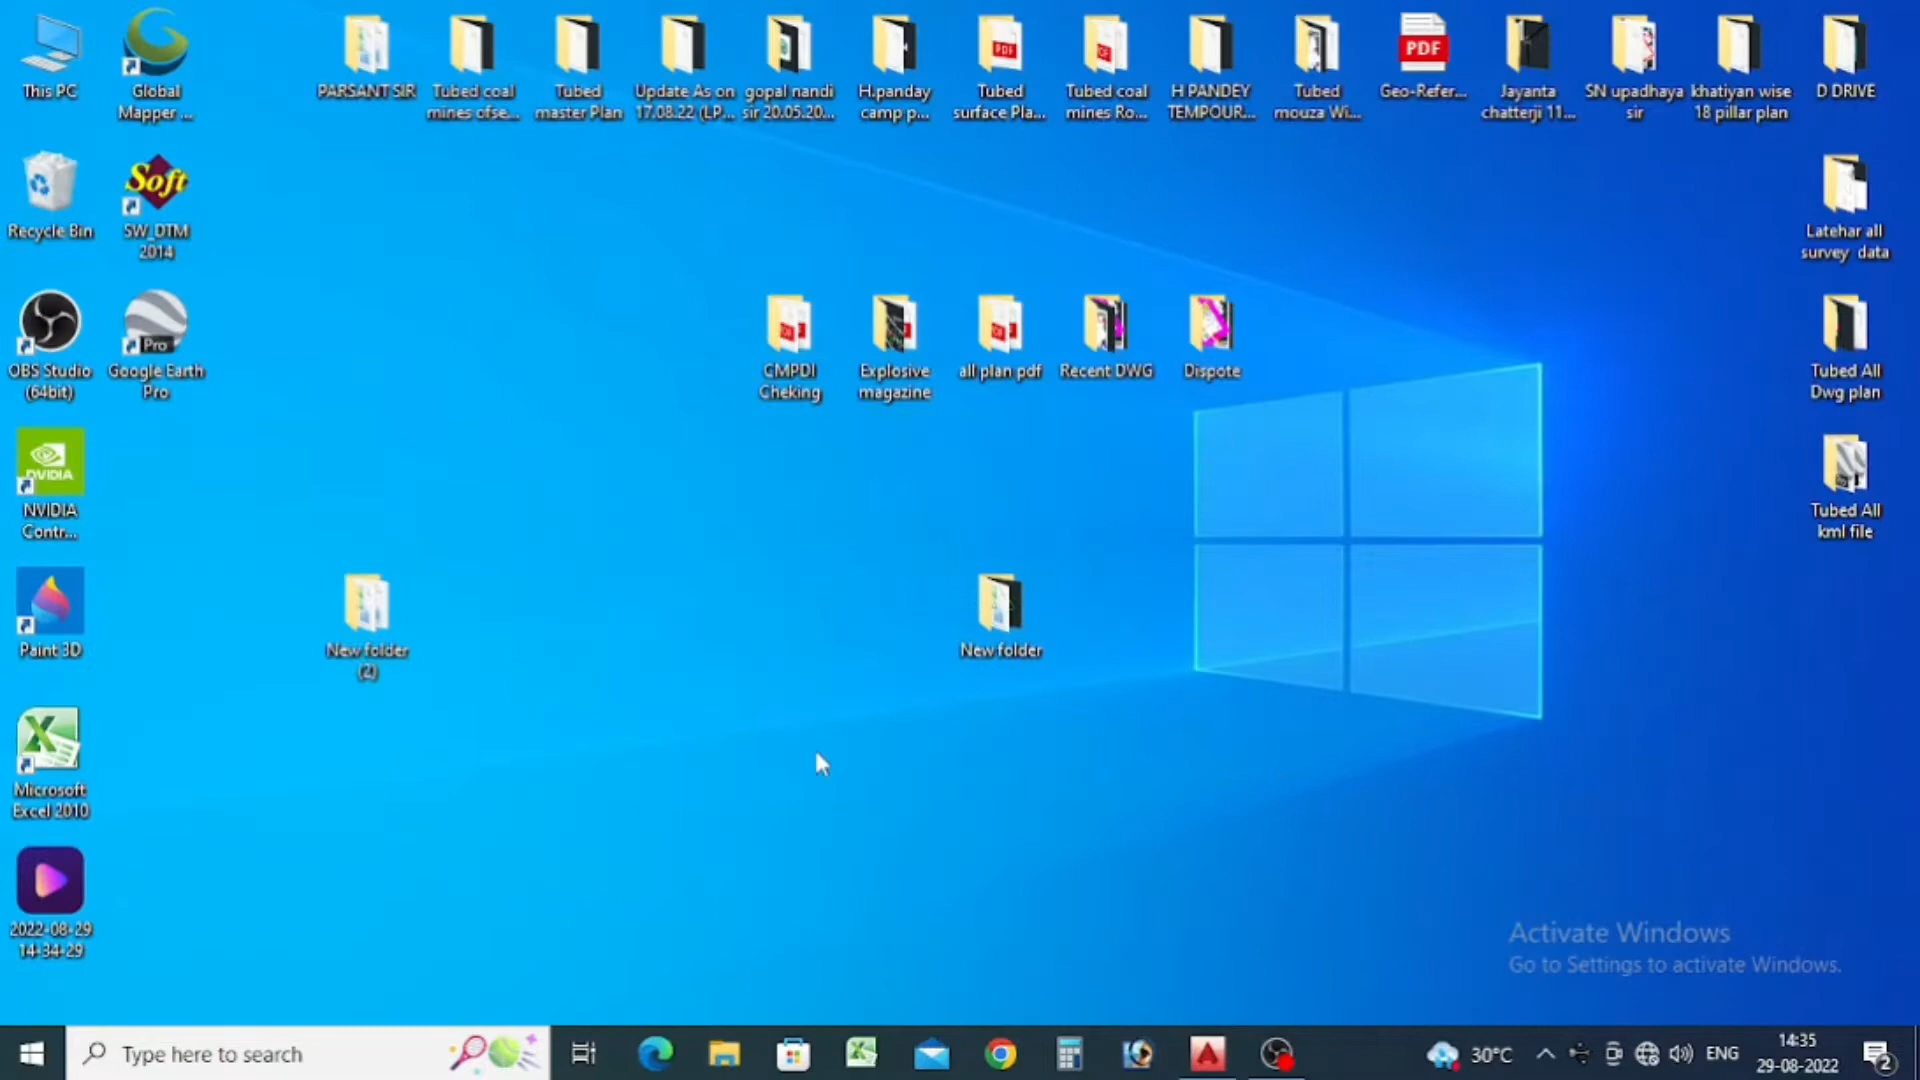 This PC
Global
Mapper ...
PARSANT SIR
Tubed coal
mines ofse...
Tubed
master Plan
Update As on
17.08.22 (LP...
gopal nandi
sir 20.05.20...
H.panday
camp p...
Tubed
surface Pla...
Tubed coal
mines Ro...
H PANDEY
TEMPOUR...
Tubed
mouza Wi...
PDF
Geo-Refer...
Jayanta
chatterji 11...
SN upadhaya
sir
khatiyan wise
18 pillar plan
D DRIVE
Recycle Bin
Soft
SW_DTM
2014
Latehar all
survey data
OBS Studio
(64bit)
Pro
Google Earth
Pro
CMPDI
Cheking
Explosive
magazine
all plan pdf
Recent DWG
Dispote
Tubed All
Dwg plan
NVIDIA
NVIDIA
Contr...
Tubed All
kml file
Paint 3D
New folder
(2)
New folder
Microsoft
Excel 2010
2022-08-29
14-34-29
Activate Windows
Go to Settings to activate Windows.
Type here to search
30°C
ENG
14:35
29-08-2022
2